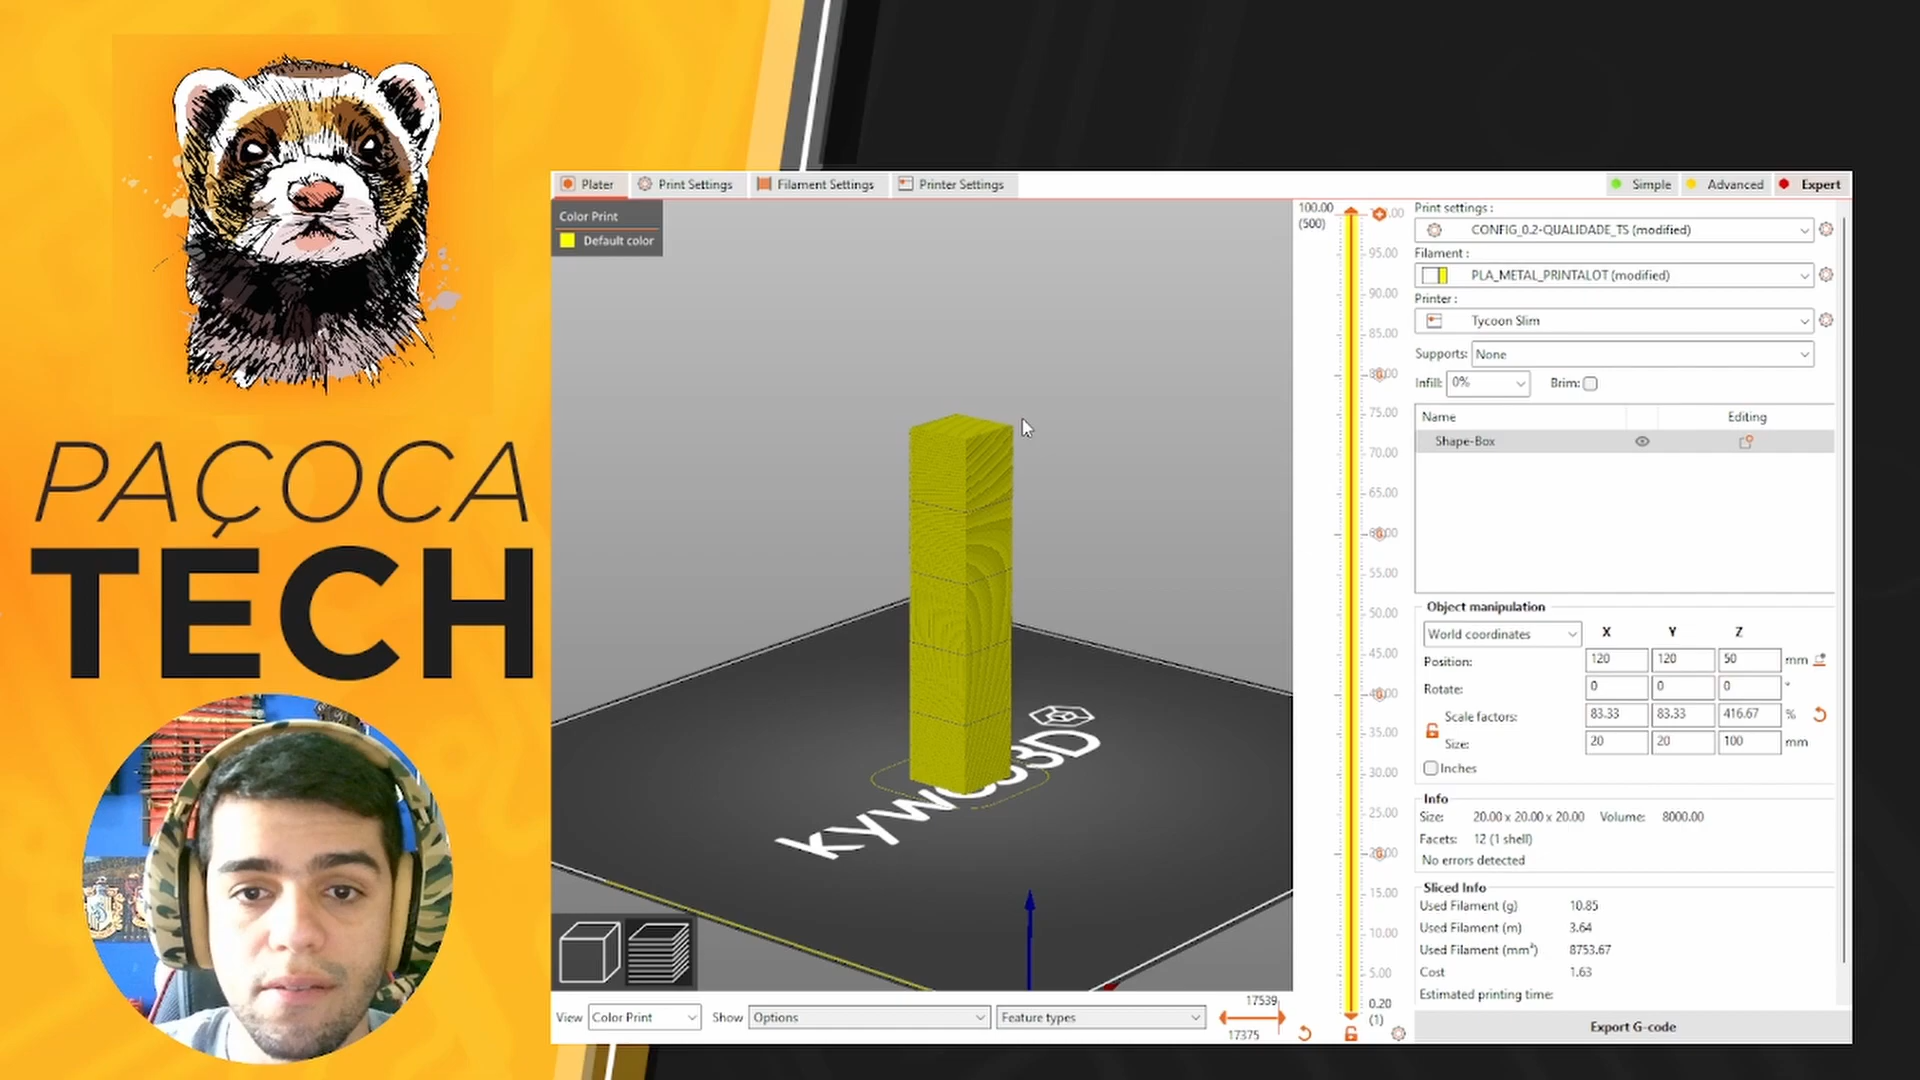 PAÇOCA
TECH
Plater
Print Settings
Filament Settings
Printer Settings
Simple
Advanced
Expert
Color Print
Default color
100.00
(500)
95.00
90.00
85.00
75.00
70.00
65.00
55.00
50.00
45.00
35.00
30.00
25.00
15.00
10.00
5.00
0.20
(1)
Print settings :
CONFIG_0.2-QUALIDADE_TS (modified)
Filament :
PLA_METAL_PRINTALOT (modified)
Printer :
Tycoon Slim
Supports: None
Infill: 0% Brim:
Name Editing
Shape-Box
Object manipulation
World coordinates X Y Z
Position: 120 120 50 mm
Rotate: 0 0 0 °
Scale factors: 83.33 83.33 416.67 %
Size: 20 20 100 mm
Inches
Info
Size: 20.00 x 20.00 x 20.00 Volume: 8000.00
Facets: 12 (1 shell)
No errors detected
Sliced Info
Used Filament (g) 10.85
Used Filament (m) 3.64
Used Filament (mm³) 8753.67
Cost 1.63
Estimated printing time:
Export G-code
View Color Print Show Options Feature types
17539
17375